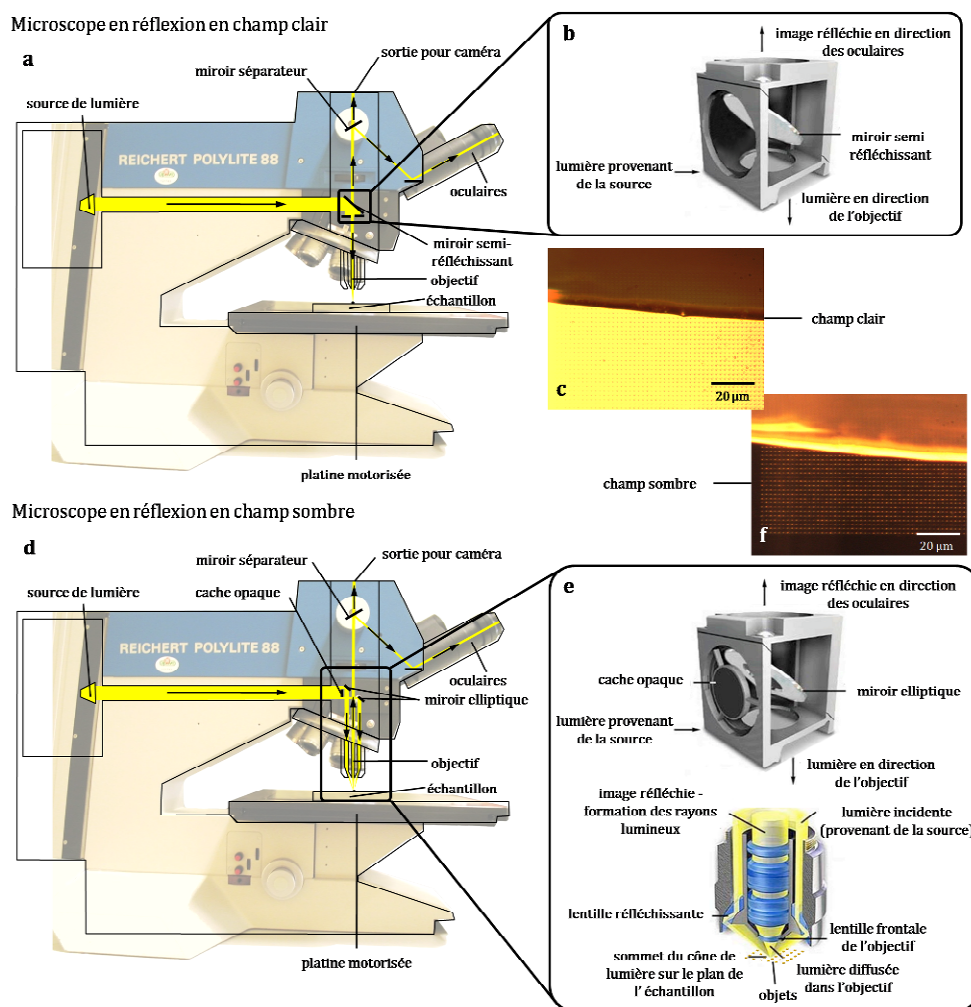 Microscope en réflexion en champ clair
a
sortie pour caméra
miroir séparateur
source de lumière
REICHERT POLYLITE 88
oculaires
miroir semi-
réfléchissant
objectif
échantillon
platine motorisée
b
image réfléchie en direction
des oculaires
miroir semi
réfléchissant
lumière provenant
de la source
lumière en direction
de l'objectif
champ clair
c
20 µm
champ sombre
f
20 µm
Microscope en réflexion en champ sombre
d
sortie pour caméra
miroir séparateur
source de lumière
cache opaque
REICHERT POLYLITE 88
oculaires
miroir elliptique
objectif
échantillon
platine motorisée
e
image réfléchie en direction
des oculaires
cache opaque
miroir elliptique
lumière provenant
de la source
lumière en direction
de l'objectif
image réfléchie -
formation des rayons
lumineux
lumière incidente
(provenant de la source)
lentille réfléchissante
lentille frontale
de l'objectif
sommet du cône de
lumière sur le plan de
l' échantillon
lumière diffusée
dans l'objectif
objets